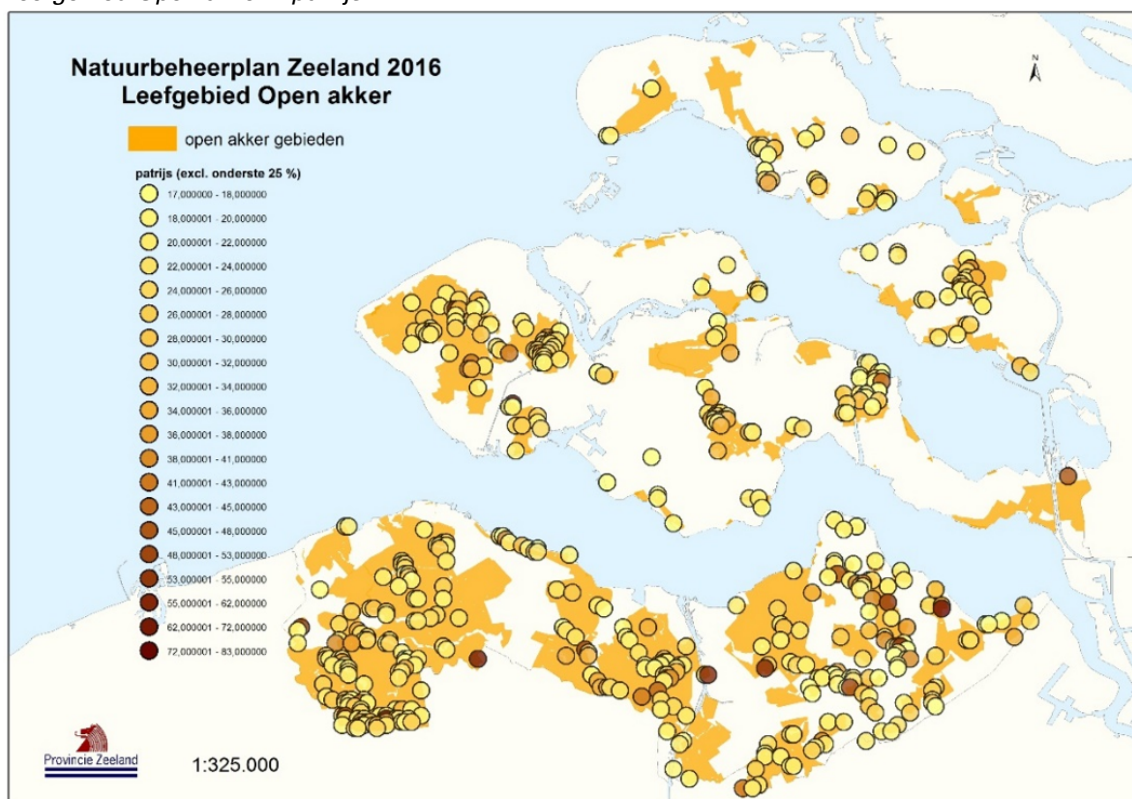 Natuurbeheerplan Zeeland 2016
Leefgebied Open akker
open akker gebieden
patrijs (excl. onderste 25 %)
17,000000 - 18,000000
18,000001 - 20,000000
20,000001 - 22,000000
22,000001 - 24,000000
24,000001 - 26,000000
26,000001 - 28,000000
28,000001 - 30,000000
30,000001 - 32,000000
32,000001 - 34,000000
34,000001 - 36,000000
36,000001 - 38,000000
38,000001 - 41,000000
41,000001 - 43,000000
43,000001 - 45,000000
45,000001 - 48,000000
48,000001 - 53,000000
53,000001 - 55,000000
55,000001 - 62,000000
62,000001 - 72,000000
72,000001 - 83,000000
N
Provincie Zeeland
1:325.000